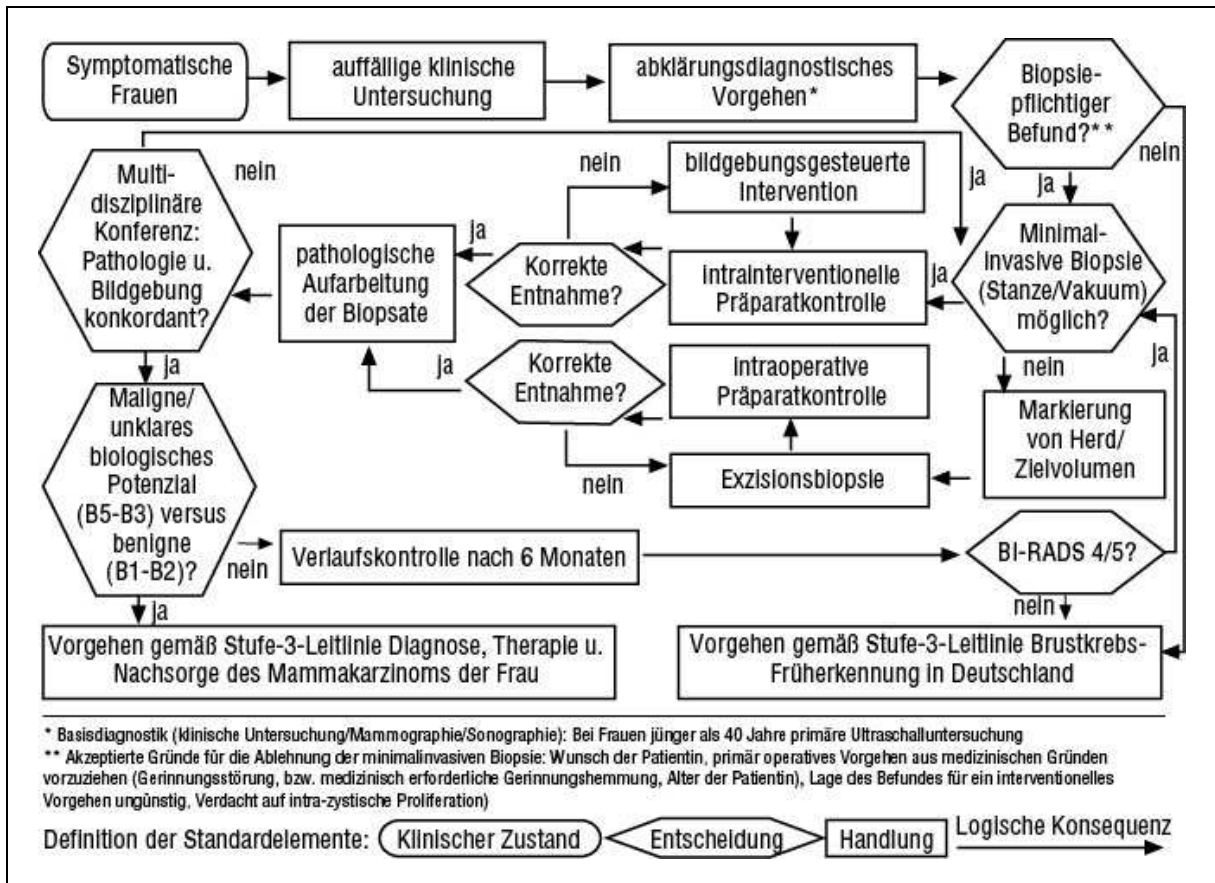 Symptomatische
Frauen
auffällige klinische
Untersuchung
abklärungsdiagnostisches
Vorgehen*
Biopsie-
pflichtiger
Befund?**
nein
ja
Multi-
disziplinäre
Konferenz:
Pathologie u.
Bildgebung
konkordant?
nein
ja
pathologische
Aufarbeitung
der Biopsate
ja
Korrekte
Entnahme?
nein
bildgebungsgesteuerte
Intervention
intrainterventionelle
Präparatkontrolle
ja
ja
Minimal-
invasive Biopsie
(Stanze/Vakuum)
möglich?
nein
ja
ja
Korrekte
Entnahme?
nein
Intraoperative
Präparatkontrolle
Exzisionsbiopsie
Markierung
von Herd/
Zielvolumen
Maligne/
unklares
biologisches
Potenzial
(B5-B3) versus
benigne
(B1-B2)?
nein
ja
Verlaufskontrolle nach 6 Monaten
BI-RADS 4/5?
nein
Vorgehen gemäß Stufe-3-Leitlinie Diagnose, Therapie u.
Nachsorge des Mammakarzinoms der Frau
Vorgehen gemäß Stufe-3-Leitlinie Brustkrebs-
Früherkennung in Deutschland
* Basisdiagnostik (klinische Untersuchung/Mammographie/Sonographie): Bei Frauen jünger als 40 Jahre primäre Ultraschalluntersuchung
** Akzeptierte Gründe für die Ablehnung der minimalinvasiven Biopsie: Wunsch der Patientin, primär operatives Vorgehen aus medizinischen Gründen
vorzuziehen (Gerinnungsstörung, bzw. medizinisch erforderliche Gerinnungshemmung, Alter der Patientin), Lage des Befundes für ein interventionelles
Vorgehen ungünstig, Verdacht auf intra-zystische Proliferation)
Definition der Standardelemente:
Klinischer Zustand
Entscheidung
Handlung
Logische Konsequenz